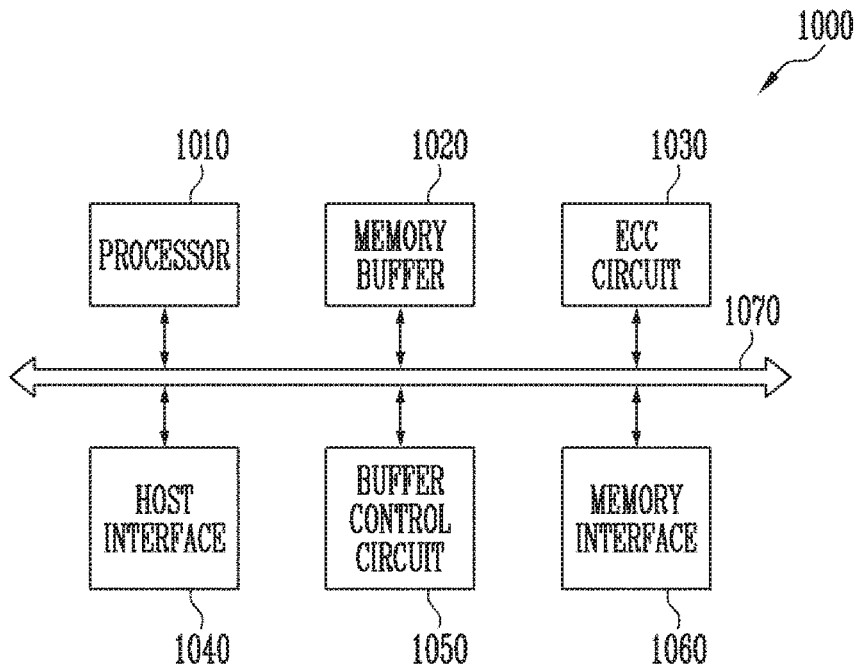 1000
1010
1020
1030
PROCESSOR
MEMORY
BUFFER
ECC
CIRCUIT
1070
HOST
INTERFACE
BUFFER
CONTROL
CIRCUIT
MEMORY
INTERFACE
1040
1050
1060